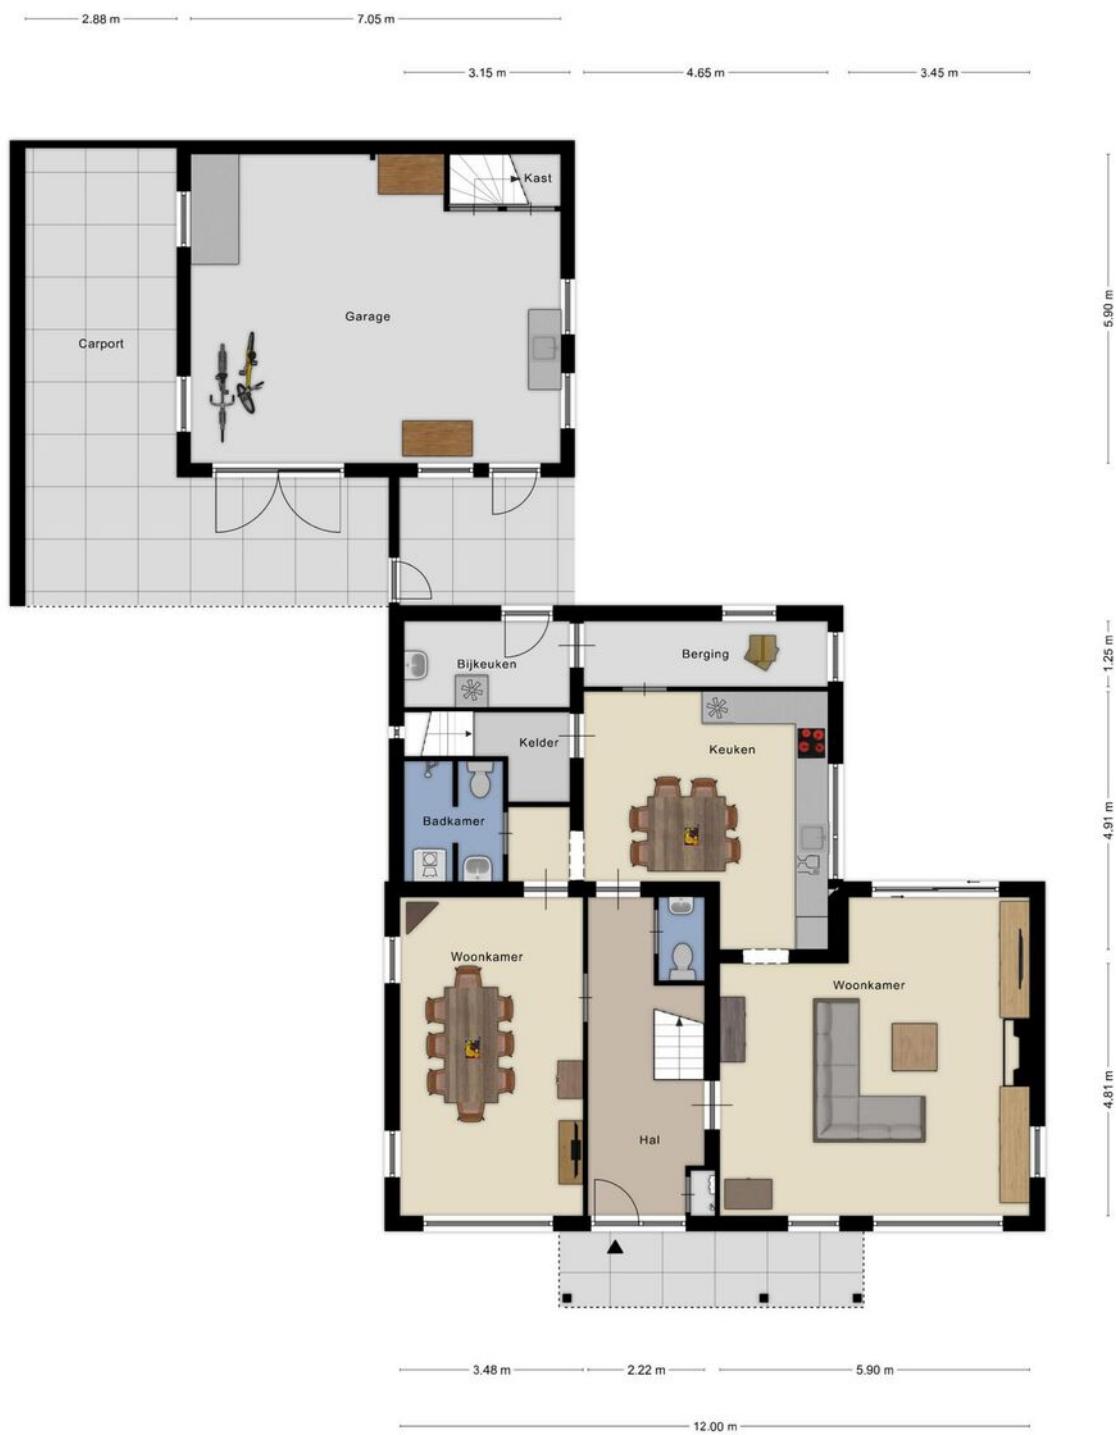 2.88 m
7.05 m
3.15 m
4.65 m
3.45 m
Kast
Garage
Carport
5.90 m
Bijkeuken
Berging
1.25 m
Kelder
Keuken
Badkamer
4.91 m
Woonkamer
Woonkamer
Hal
4.81 m
3.48 m
2.22 m
5.90 m
12.00 m